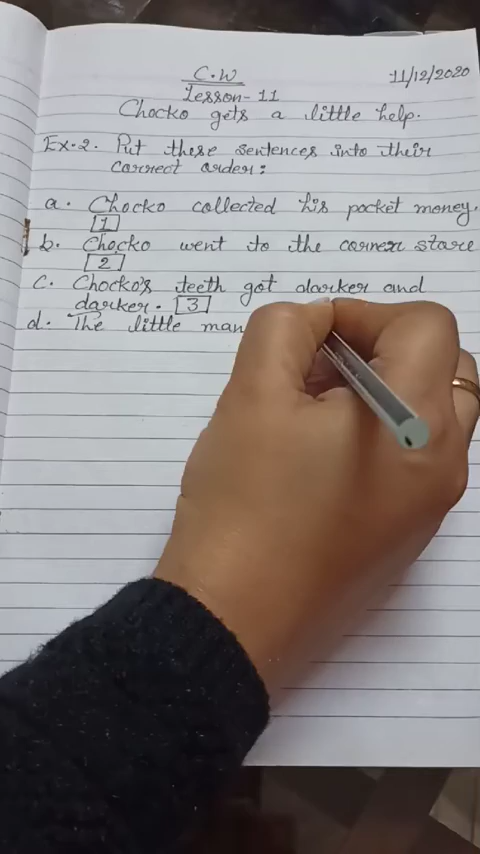 C.W
11/12/2020
Lesson-11
Chocko gets a little help.
Ex.2. Put these sentences into their
correct order:
a. Chocko collected his pocket money.
1
b. Chocko went to the corner store
2
c. Chocko's teeth got darker and
darker. 3
d. The little man